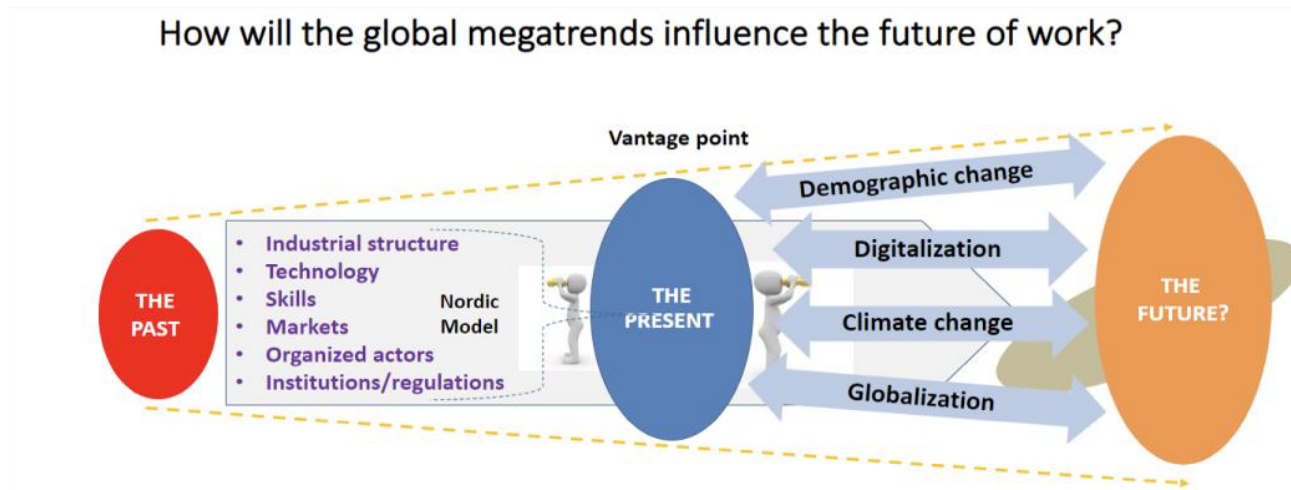 How will the global megatrends influence the future of work?
Vantage point
THE
PAST
• Industrial structure
• Technology
• Skills
• Markets
• Organized actors
• Institutions/regulations
Nordic
Model
THE
PRESENT
Demographic change
Digitalization
Climate change
Globalization
THE
FUTURE?